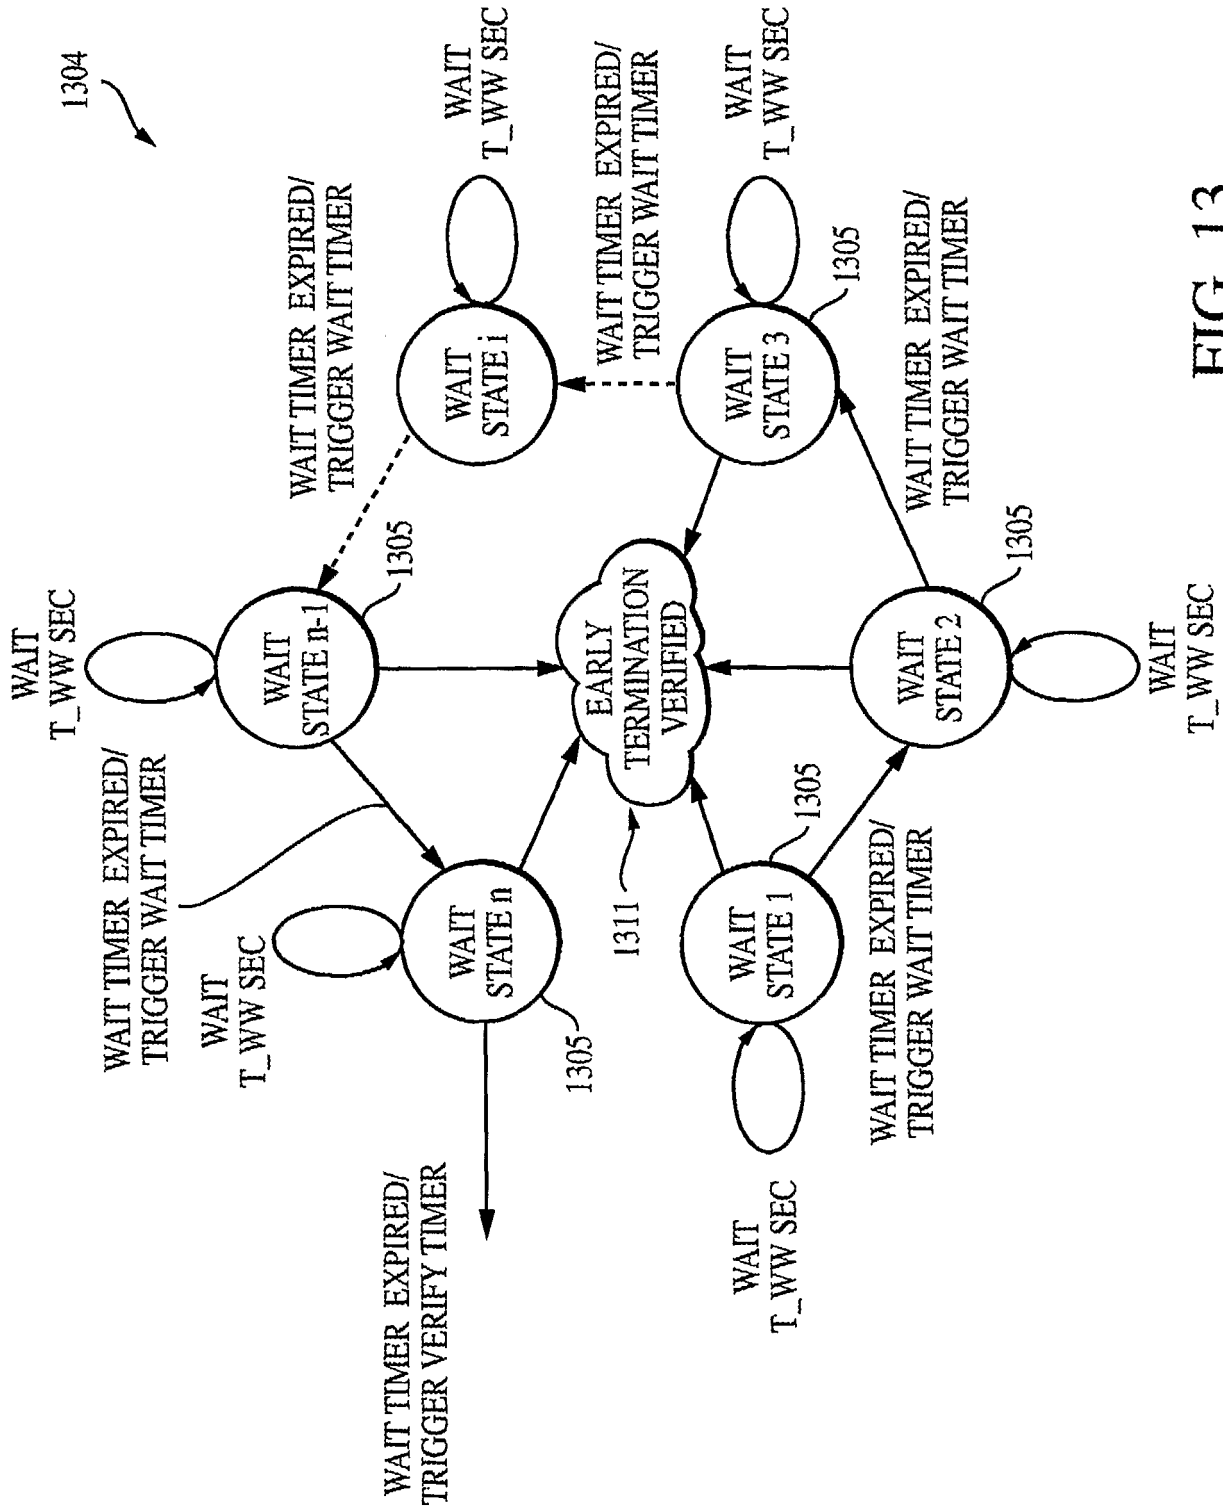 1304
WAIT
T_WW SEC
WAIT TIMER EXPIRED/
TRIGGER WAIT TIMER
WAIT
STATE i
WAIT TIMER EXPIRED/
TRIGGER WAIT TIMER
WAIT
T_WW SEC
WAIT
STATE 3
1305
WAIT TIMER EXPIRED/
TRIGGER WAIT TIMER
WAIT
T_WW SEC
WAIT
STATE n-1
1305
EARLY
TERMINATION
VERIFIED
1311
WAIT
STATE 2
1305
WAIT
T_WW SEC
WAIT TIMER EXPIRED/
TRIGGER WAIT TIMER
WAIT
T_WW SEC
WAIT
STATE n
1305
WAIT
STATE 1
1305
WAIT TIMER EXPIRED/
TRIGGER WAIT TIMER
WAIT TIMER EXPIRED/
TRIGGER VERIFY TIMER
WAIT
T_WW SEC
FIG. 13